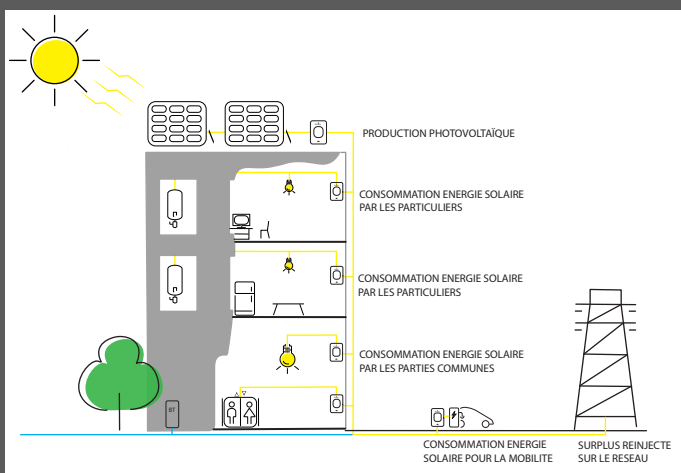 PRODUCTION PHOTOVOLTAÏQUE
CONSOMMATION ENERGIE SOLAIRE
PAR LES PARTICULIERS
CONSOMMATION ENERGIE SOLAIRE
PAR LES PARTICULIERS
CONSOMMATION ENERGIE SOLAIRE
PAR LES PARTIES COMMUNES
BT
CONSOMMATION ENERGIE
SOLAIRE POUR LA MOBILITE
SURPLUS REINJECTE
SUR LE RESEAU